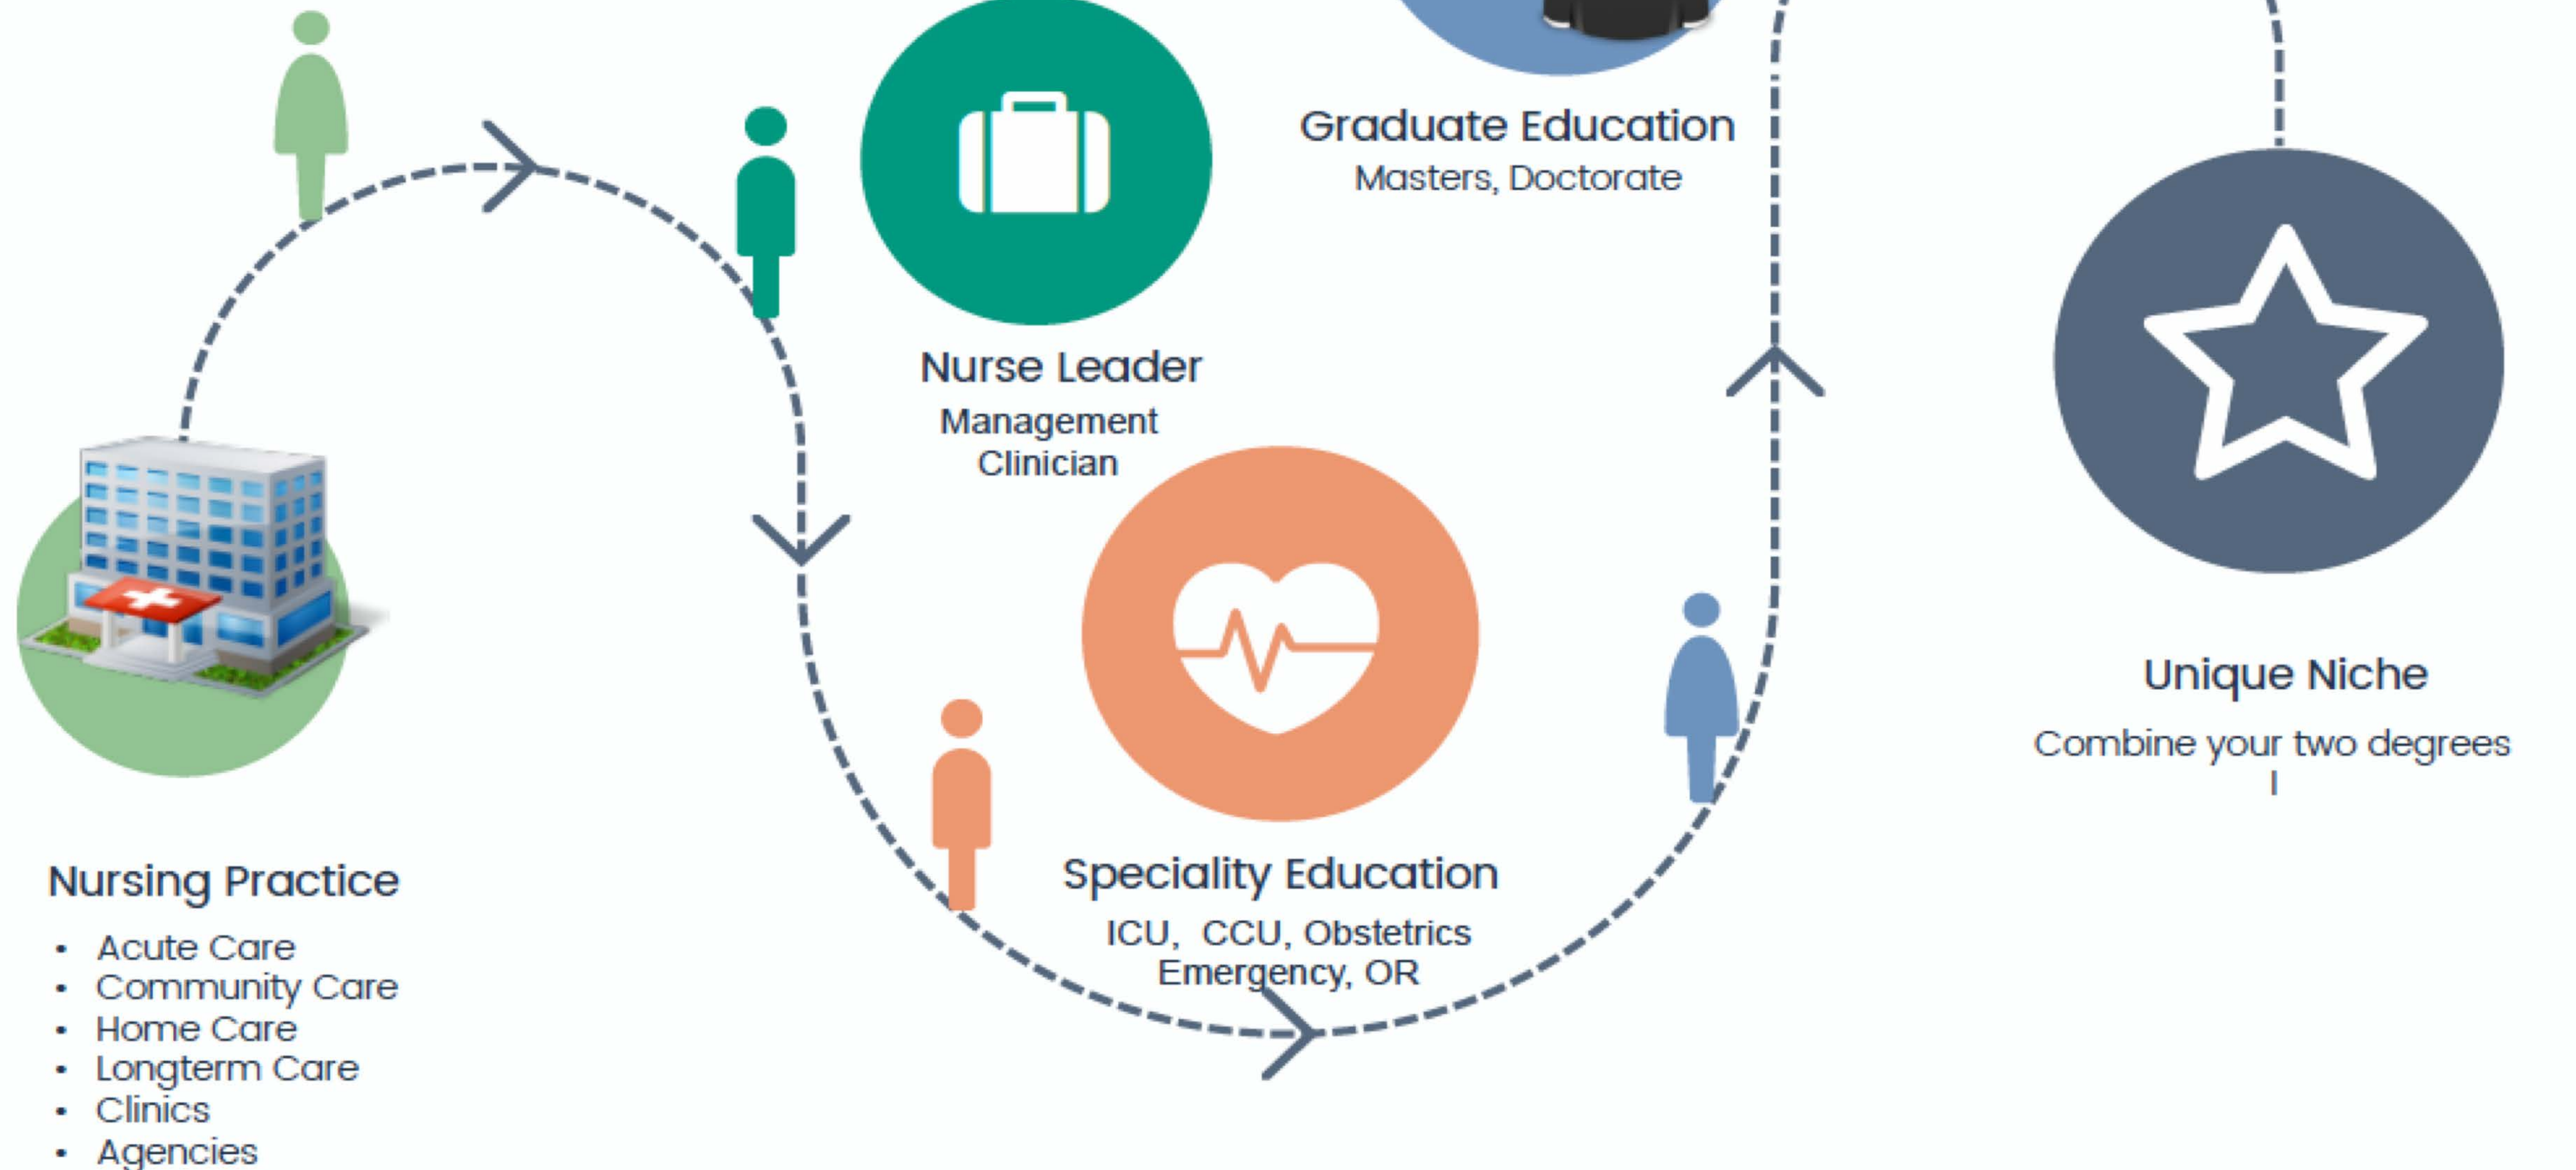 Graduate Education
Masters, Doctorate
Nurse Leader
Management
Clinician
Unique Niche
Combine your two degrees
l
Speciality Education
ICU,  CCU, Obstetrics
Emergency, OR
Nursing Practice
• Acute Care
• Community Care
• Home Care
• Longterm Care
• Clinics
• Agencies